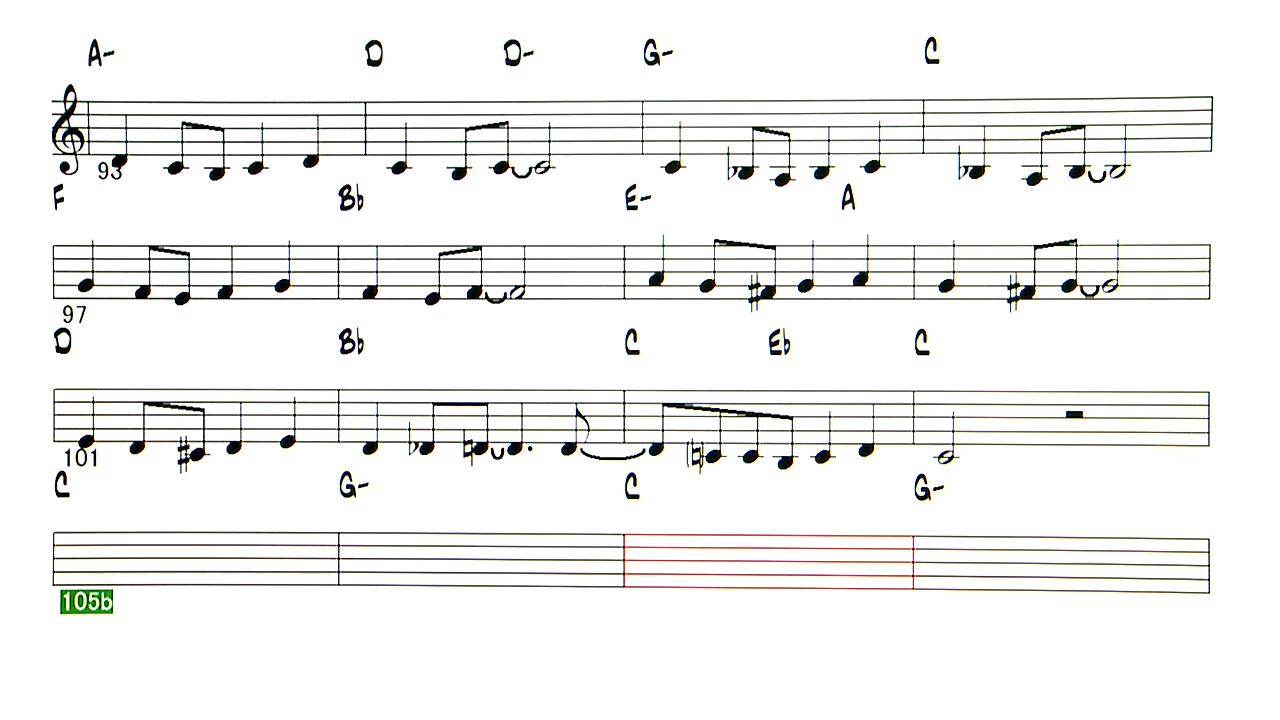 A- D D- G- C
93
F Bb E- A
97
D Bb C Eb C
101
C G- C G-
105b